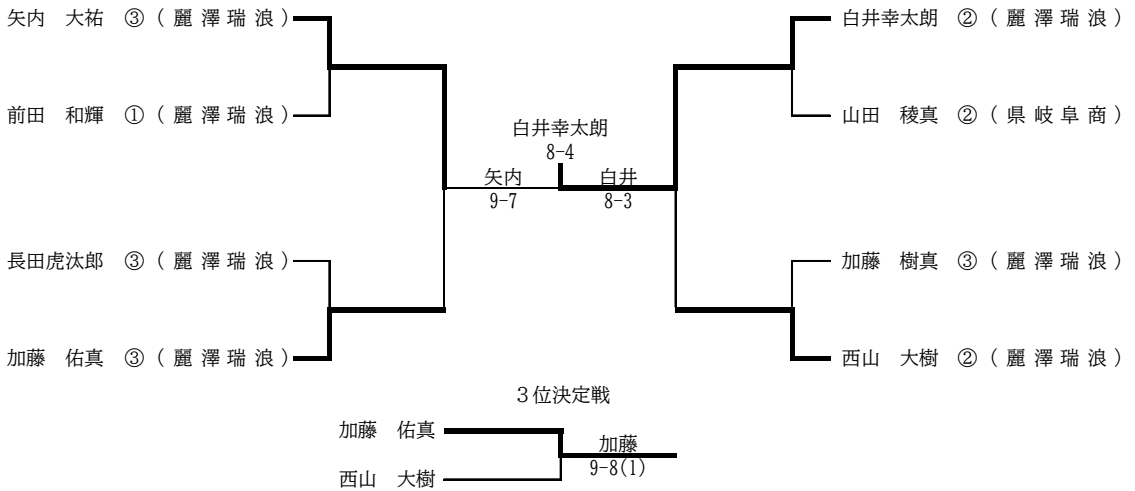 矢内　大祐　③（麗澤瑞浪）
前田　和輝　①（麗澤瑞浪）
長田虎汰郎　③（麗澤瑞浪）
加藤　佑真　③（麗澤瑞浪）
白井幸太朗
8-4
矢内
9-7
白井
8-3
白井幸太朗　②（麗澤瑞浪）
山田　稜真　②（県岐阜商）
加藤　樹真　③（麗澤瑞浪）
西山　大樹　②（麗澤瑞浪）
３位決定戦
加藤　佑真
西山　大樹
加藤
9-8(1)